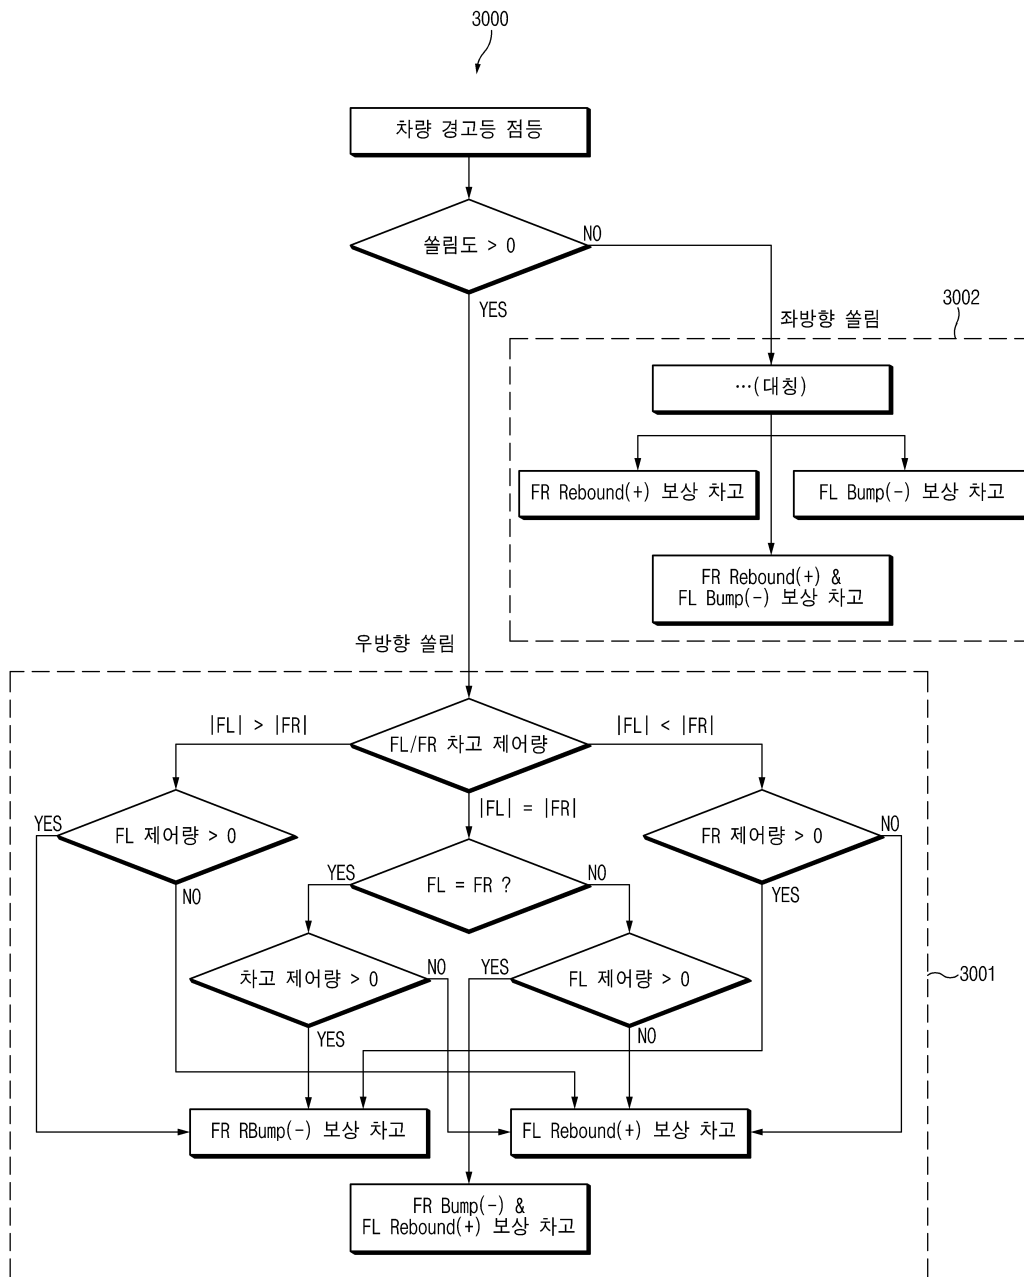 3000
차량 경고등 점등
쏠림도 > 0
NO
YES
3002
좌방향 쏠림
···(대칭)
FR Rebound(+) 보상 차고
FL Bump(-) 보상 차고
FR Rebound(+) &
FL Bump(-) 보상 차고
우방향 쏠림
|FL| > |FR|
FL/FR 차고 제어량
|FL| < |FR|
|FL| = |FR|
YES
FL 제어량 > 0
NO
FR 제어량 > 0
NO
YES
YES
FL = FR ?
NO
차고 제어량 > 0
NO
YES
YES
FL 제어량 > 0
NO
3001
FR RBump(-) 보상 차고
FL Rebound(+) 보상 차고
FR Bump(-) &
FL Rebound(+) 보상 차고